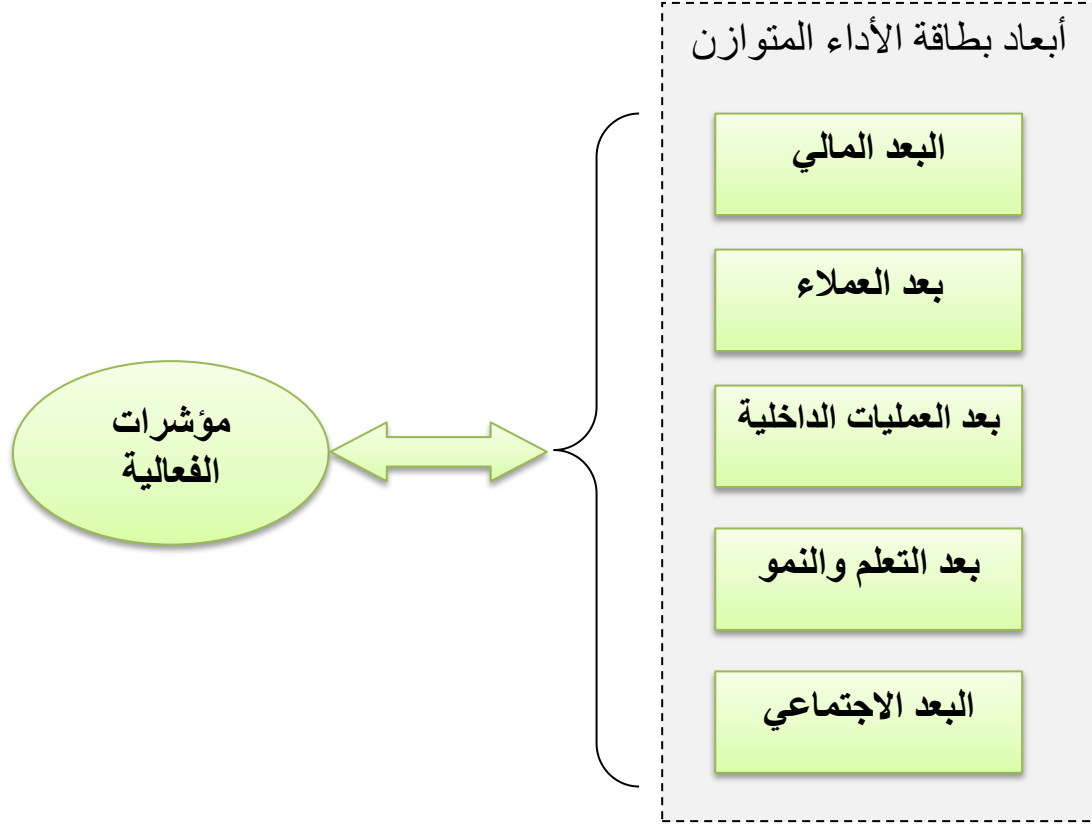 أبعاد بطاقة الأداء المتوازن
البعد المالي
بعد العملاء
بعد العمليات الداخلية
بعد التعلم والنمو
البعد الاجتماعي
مؤشرات
الفعالية